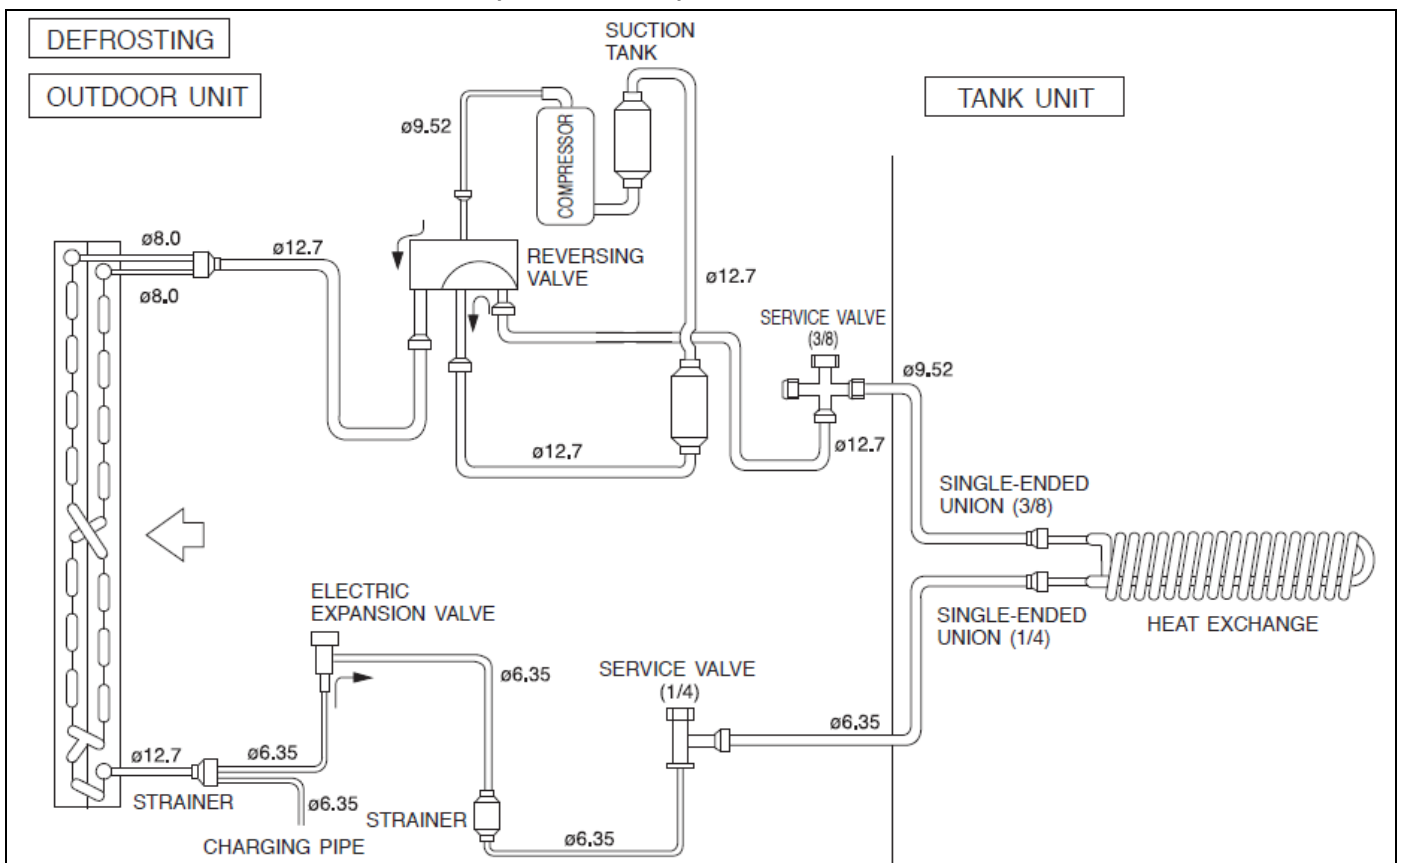 DEFROSTING
OUTDOOR UNIT
SUCTION
TANK
TANK UNIT
ø9.52
COMPRESSOR
ø8.0
ø12.7
ø8.0
REVERSING
VALVE
ø12.7
SERVICE VALVE
(3/8)
ø9.52
ø12.7
ø12.7
SINGLE-ENDED
UNION (3/8)
ELECTRIC
EXPANSION VALVE
SINGLE-ENDED
UNION (1/4)
HEAT EXCHANGE
ø6.35
SERVICE VALVE
(1/4)
ø6.35
ø12.7
ø6.35
STRAINER
ø6.35
STRAINER
ø6.35
CHARGING PIPE